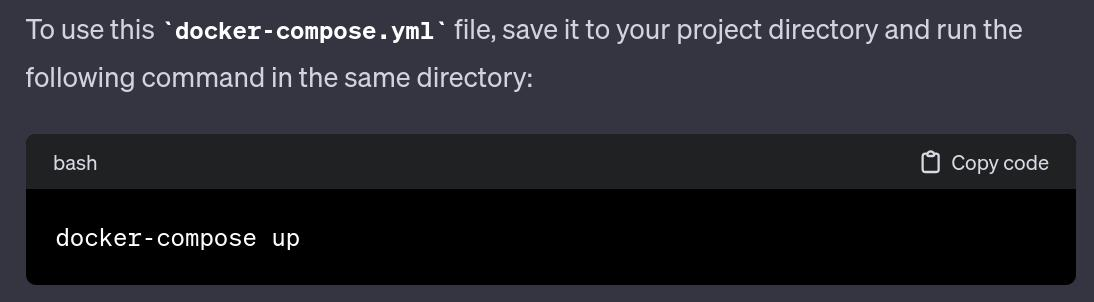 To use this `docker-compose.yml` file, save it to your project directory and run the
following command in the same directory:
bash
Copy code
docker-compose up